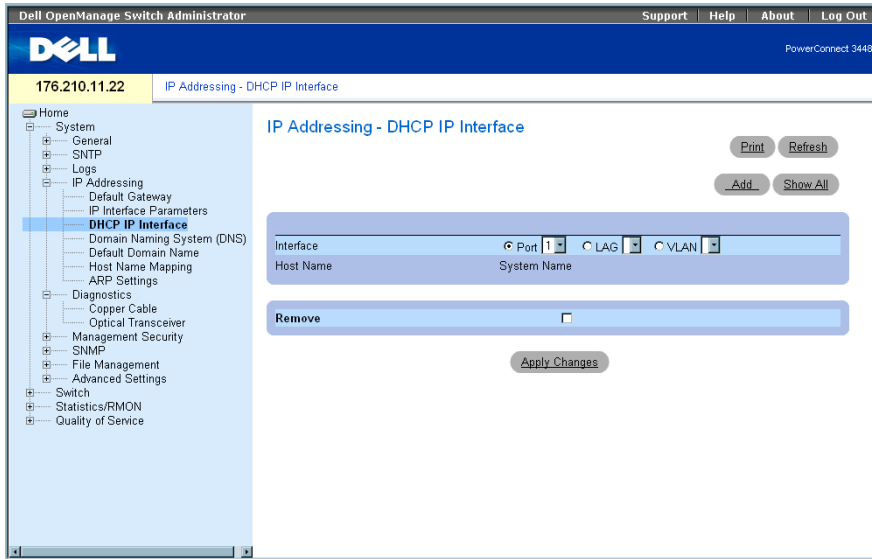 Dell OpenManage Switch Administrator
Support | Help | About | Log Out
DELL
PowerConnect 3448
176.210.11.22
IP Addressing - DHCP IP Interface
Home
System
General
SNTP
Logs
IP Addressing
Default Gateway
IP Interface Parameters
DHCP IP Interface
Domain Naming System (DNS)
Default Domain Name
Host Name Mapping
ARP Settings
Diagnostics
Copper Cable
Optical Transceiver
Management Security
SNMP
File Management
Advanced Settings
Switch
Statistics/RMON
Quality of Service
IP Addressing - DHCP IP Interface
Print Refresh
Add Show All
Interface Port 1 LAG VLAN
Host Name System Name
Remove
Apply Changes